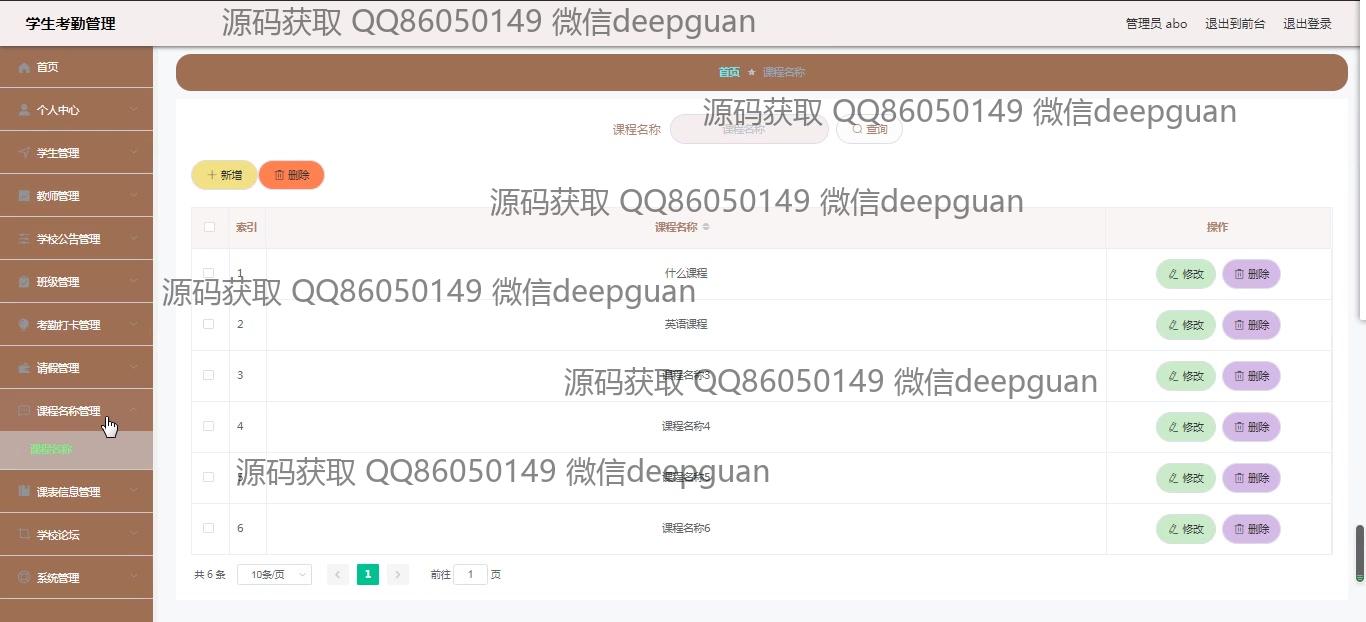 学生考勤管理
源码获取 QQ86050149 微信deepguan
管理员 abo 退出到前台 退出登录
首页
个人中心
学生管理
教师管理
学校公告管理
班级管理
考勤打卡管理
请假管理
课程名称管理
课程名称
课表信息管理
学校论坛
系统管理
首页 课程名称
源码获取 QQ86050149 微信deepguan
课程名称 课程名称 查询
新增 删除
源码获取 QQ86050149 微信deepguan
索引 课程名称 操作
1 什么课程 修改 删除
源码获取 QQ86050149 微信deepguan
2 英语课程 修改 删除
3 课程名称3 修改 删除
源码获取 QQ86050149 微信deepguan
4 课程名称4 修改 删除
源码获取 QQ86050149 微信deepguan
5 课程名称5 修改 删除
6 课程名称6 修改 删除
共 6 条 10条/页 1 前往 1 页